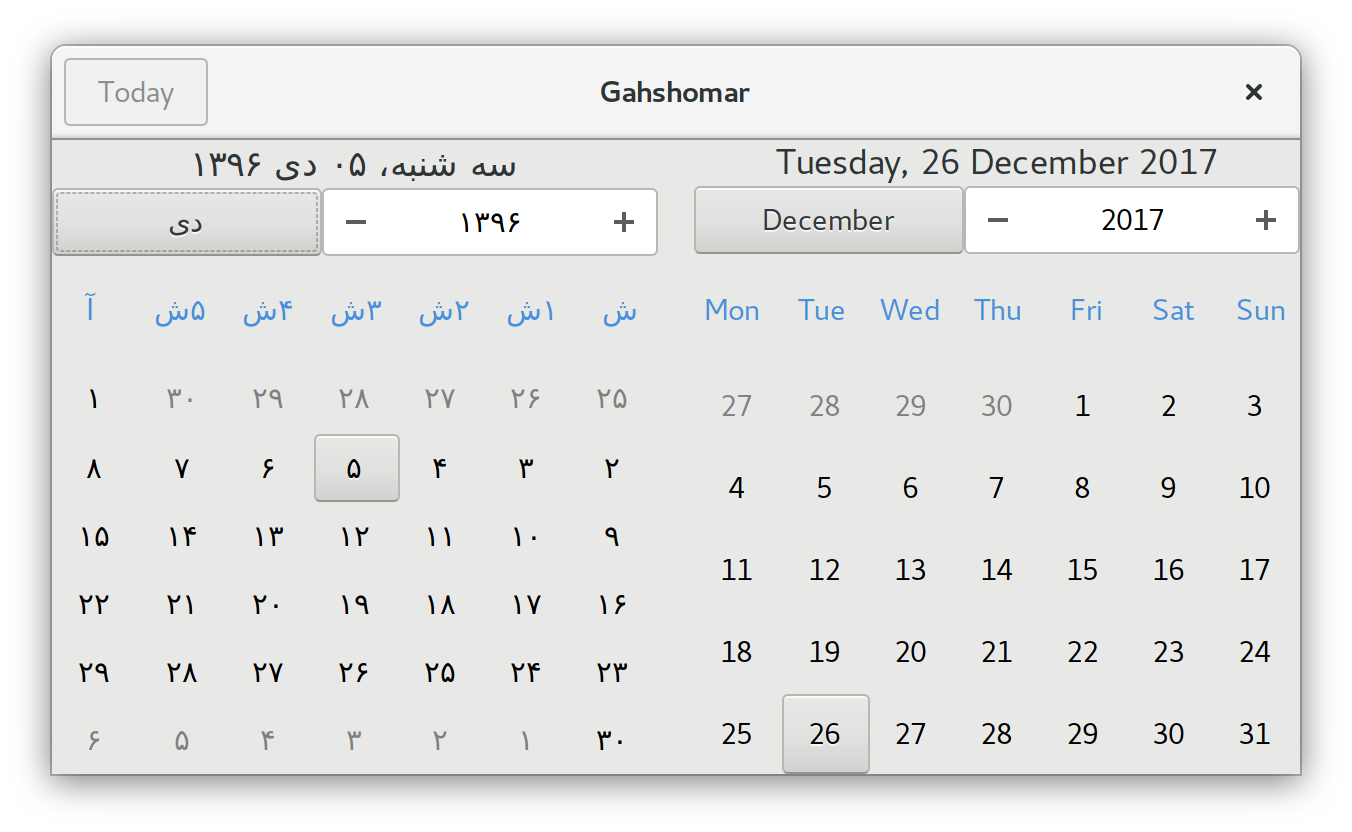 Today
Gahshomar
سه شنبه، ۰۵ دی ۱۳۹۶
دی
− ۱۳۹۶ +
ش ۱ش ۲ش ۳ش ۴ش ۵ش آ
۲۵ ۲۶ ۲۷ ۲۸ ۲۹ ۳۰ ۱
۲ ۳ ۴ ۵ ۶ ۷ ۸
۹ ۱۰ ۱۱ ۱۲ ۱۳ ۱۴ ۱۵
۱۶ ۱۷ ۱۸ ۱۹ ۲۰ ۲۱ ۲۲
۲۳ ۲۴ ۲۵ ۲۶ ۲۷ ۲۸ ۲۹
۳۰ ۱ ۲ ۳ ۴ ۵ ۶
Tuesday, 26 December 2017
December
− 2017 +
Mon Tue Wed Thu Fri Sat Sun
27 28 29 30 1 2 3
4 5 6 7 8 9 10
11 12 13 14 15 16 17
18 19 20 21 22 23 24
25 26 27 28 29 30 31